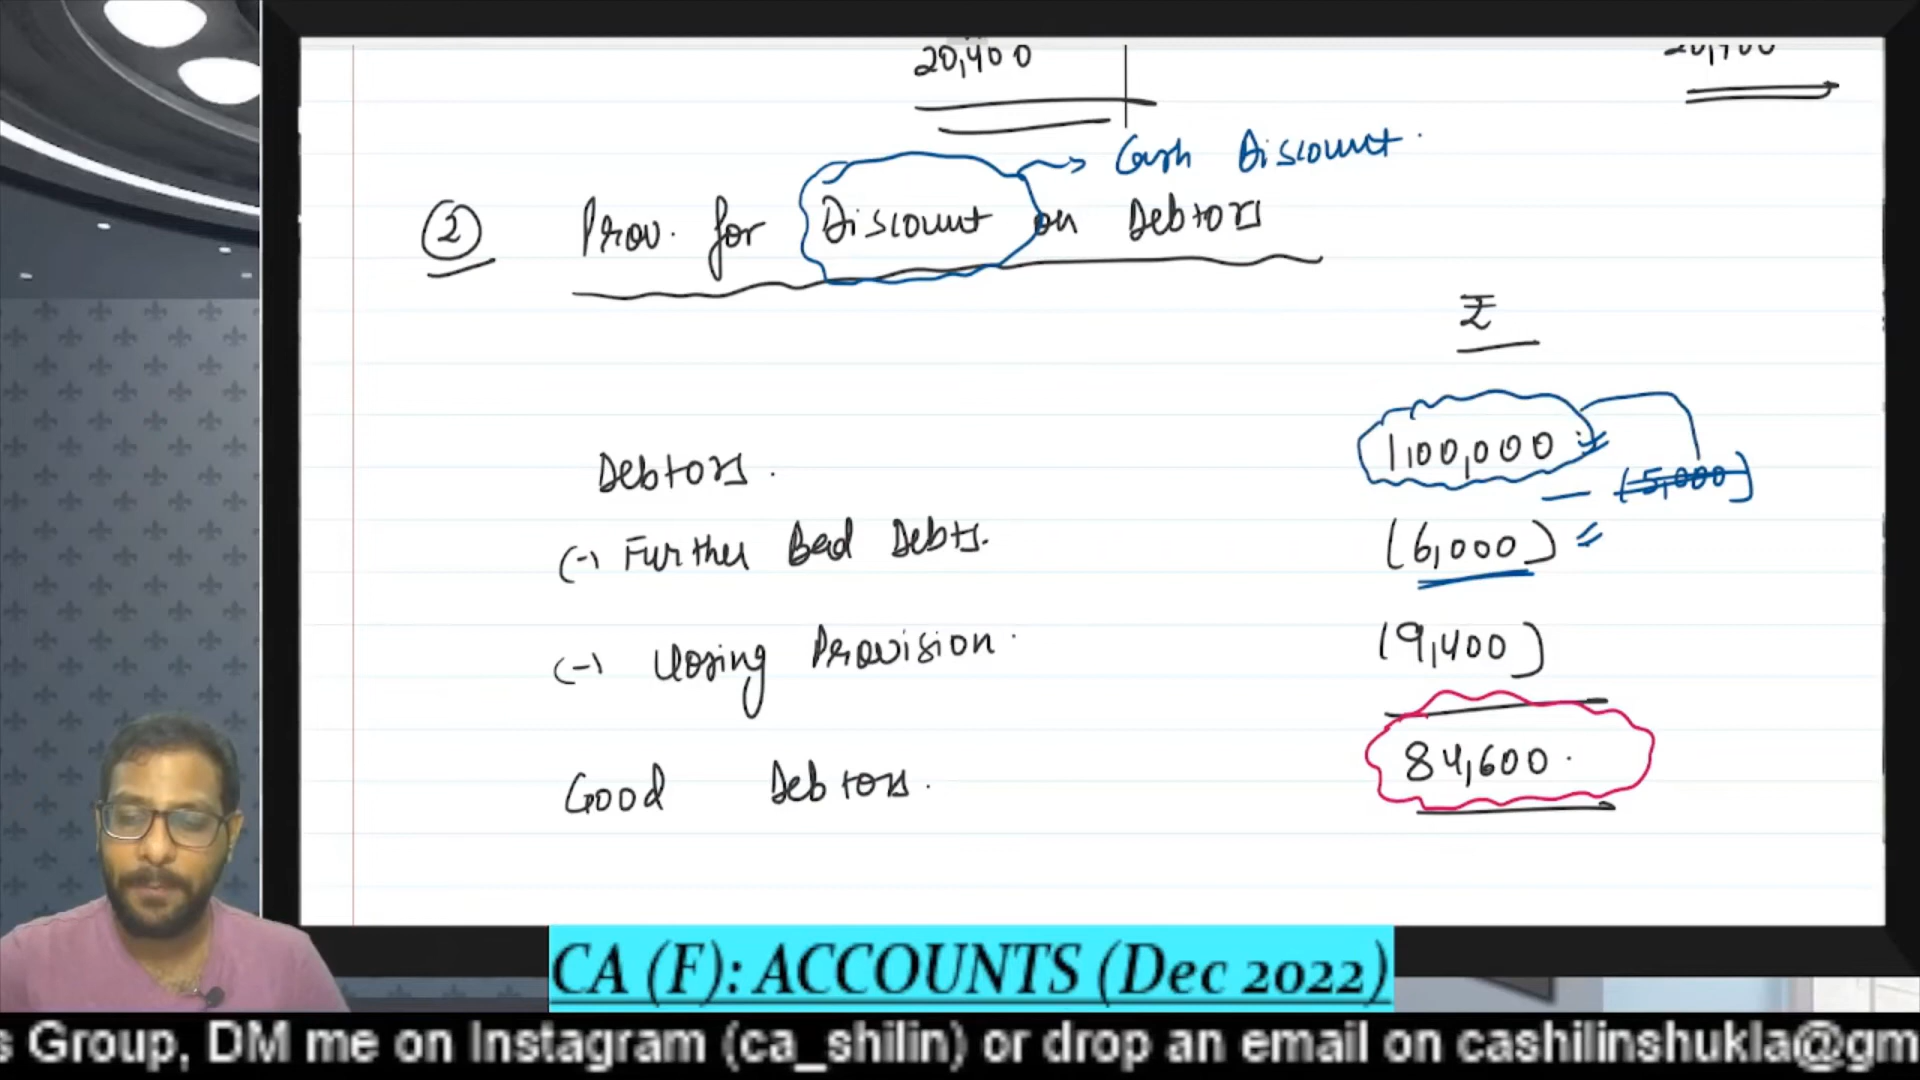 20,400
20,400
→ Cash Discount.
② Prov. for Discount on Debtors
₹
Debtors. 1,00,000
- (5,000)
(-) Further Bad Debts. (6,000)
(-) Closing Provision. (9,400)
Good Debtors. 84,600.
CA (F): ACCOUNTS (Dec 2022)
s Group, DM me on Instagram (ca_shilin) or drop an email on cashilinshukla@gm